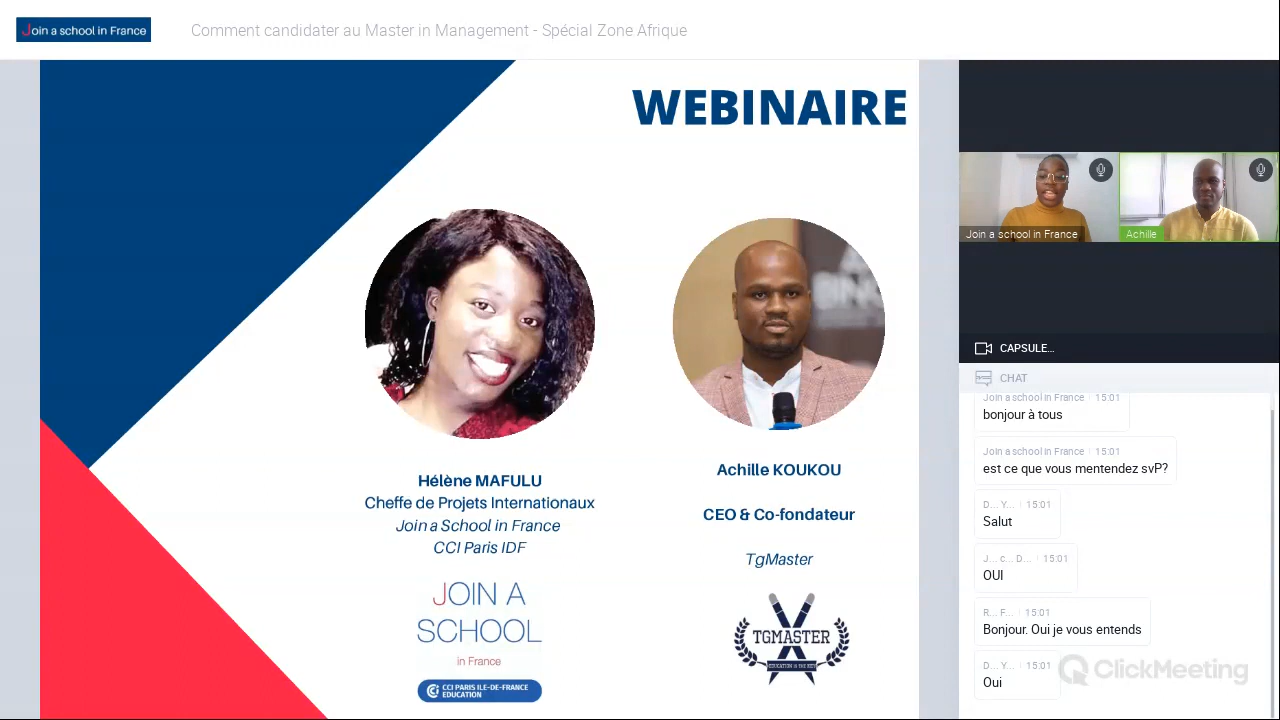 Join a school in France
Comment candidater au Master in Management - Spécial Zone Afrique
WEBINAIRE
Hélène MAFULU
Cheffe de Projets Internationaux
Join a School in France
CCI Paris IDF
JOIN A
SCHOOL
in France
CCI PARIS ILE-DE-FRANCE
EDUCATION
Achille KOUKOU
CEO & Co-fondateur
TgMaster
TGMASTER
EDUCATION IS THE KEY
Join a school in France
Achille
CAPSULE...
CHAT
Join a school in France 15:01
bonjour à tous
Join a school in France 15:01
est ce que vous mentendez svP?
D... Y... 15:01
Salut
J... c... D... 15:01
OUI
R... F... 15:01
Bonjour. Oui je vous entends
D... Y... 15:01
Oui
ClickMeeting